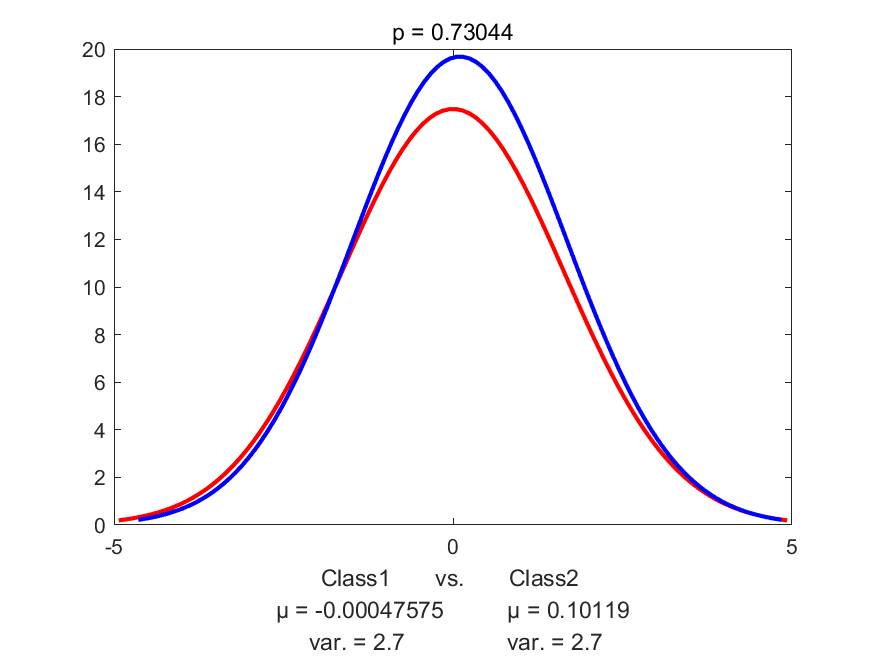 p = 0.73044
20
18
16
14
12
10
8
6
4
2
0
-5 0 5
Class1 vs. Class2
μ = -0.00047575 μ = 0.10119
var. = 2.7 var. = 2.7